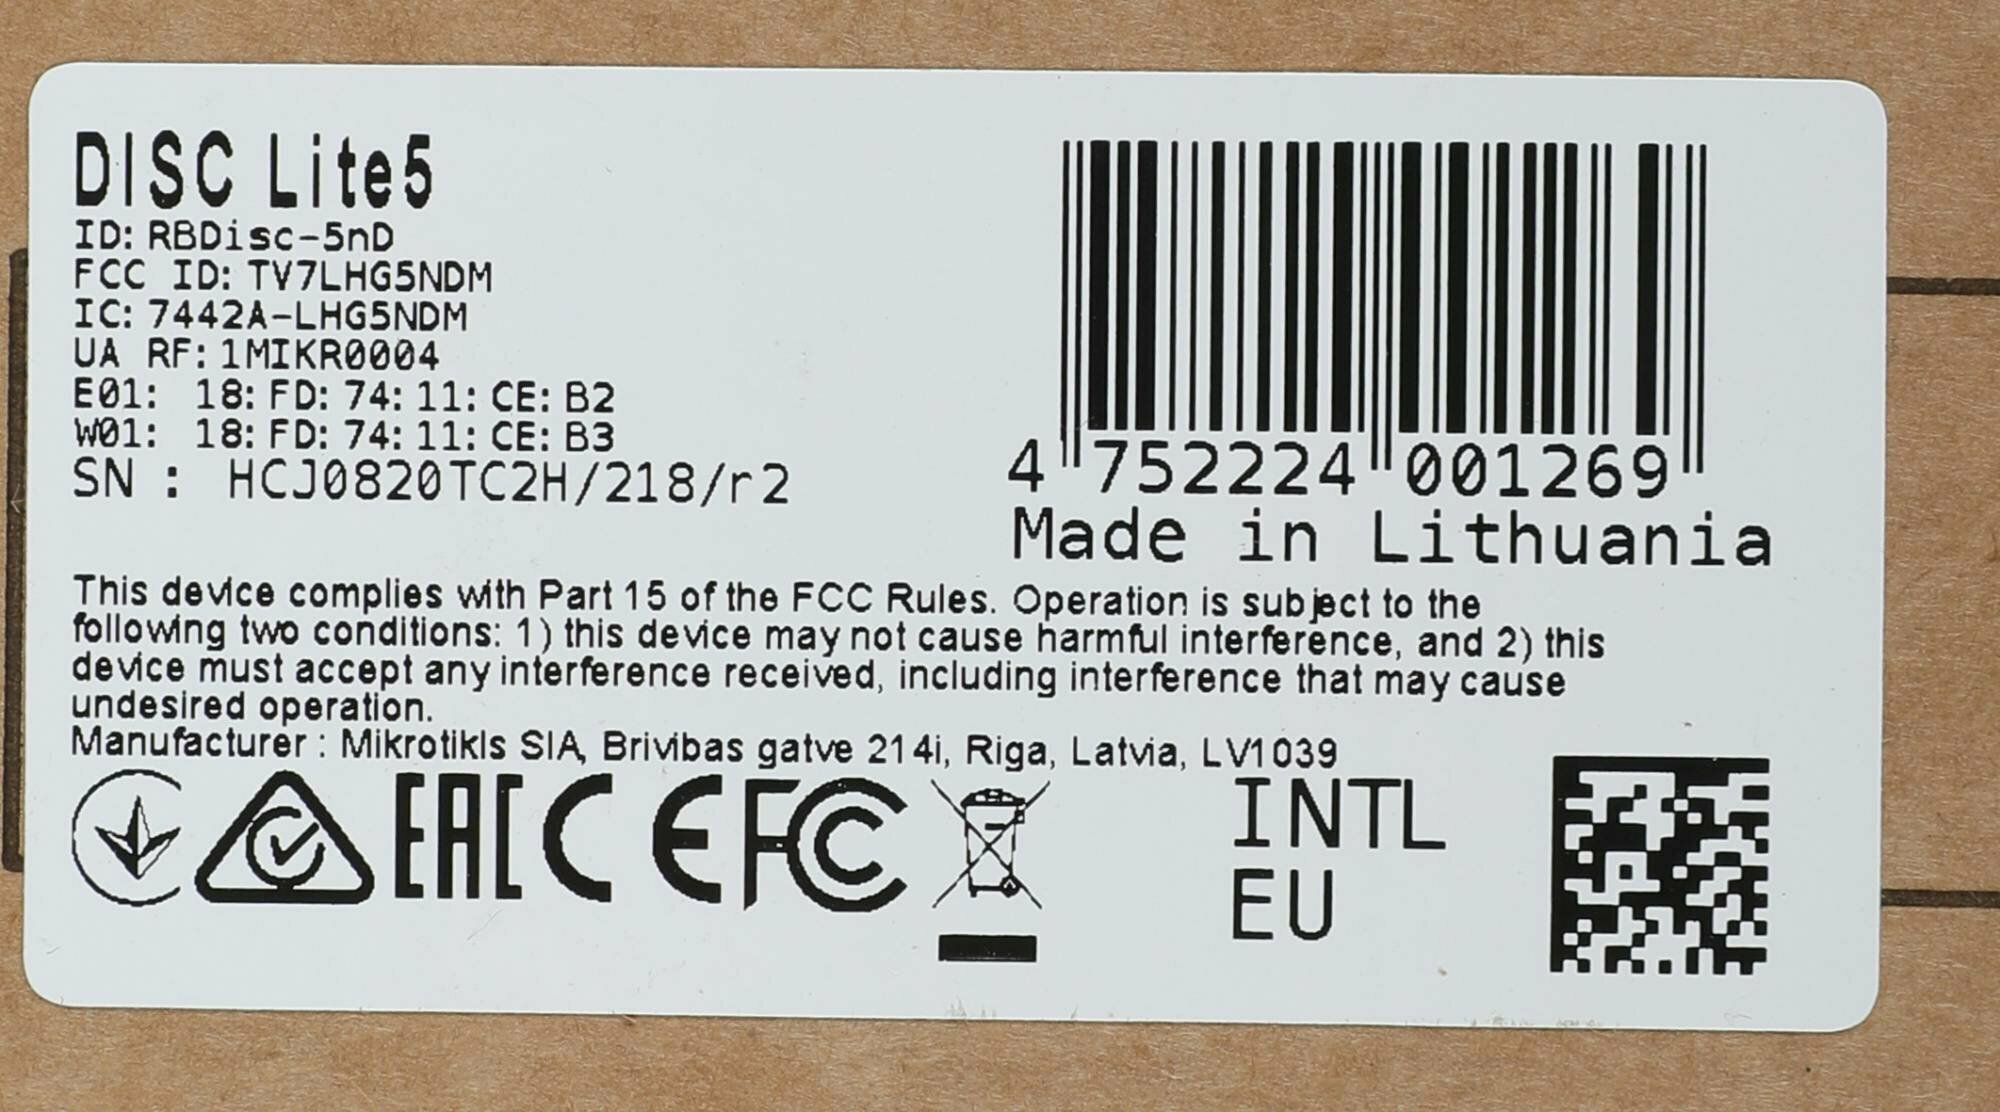 DISC Lite5
ID: RBDisc-5nD
FCC ID: TV7LHG5NDM
IC: 7442A-LHG5NDM
UA RF: 1MIKR0004
E01: 18:FD:74:11:CE:B2
W01: 18:FD:74:11:CE:B3
SN : HCJ0820TC2H/218/r2
4 752224 001269
Made in Lithuania
This device complies with Part 15 of the FCC Rules. Operation is subject to the
following two conditions: 1) this device may not cause harmful interference, and 2) this
device must accept any interference received, including interference that may cause
undesired operation.
Manufacturer : Mikrotikls SIA, Brivibas gatve 214i, Riga, Latvia, LV1039
EAC CE FC
INTL
EU